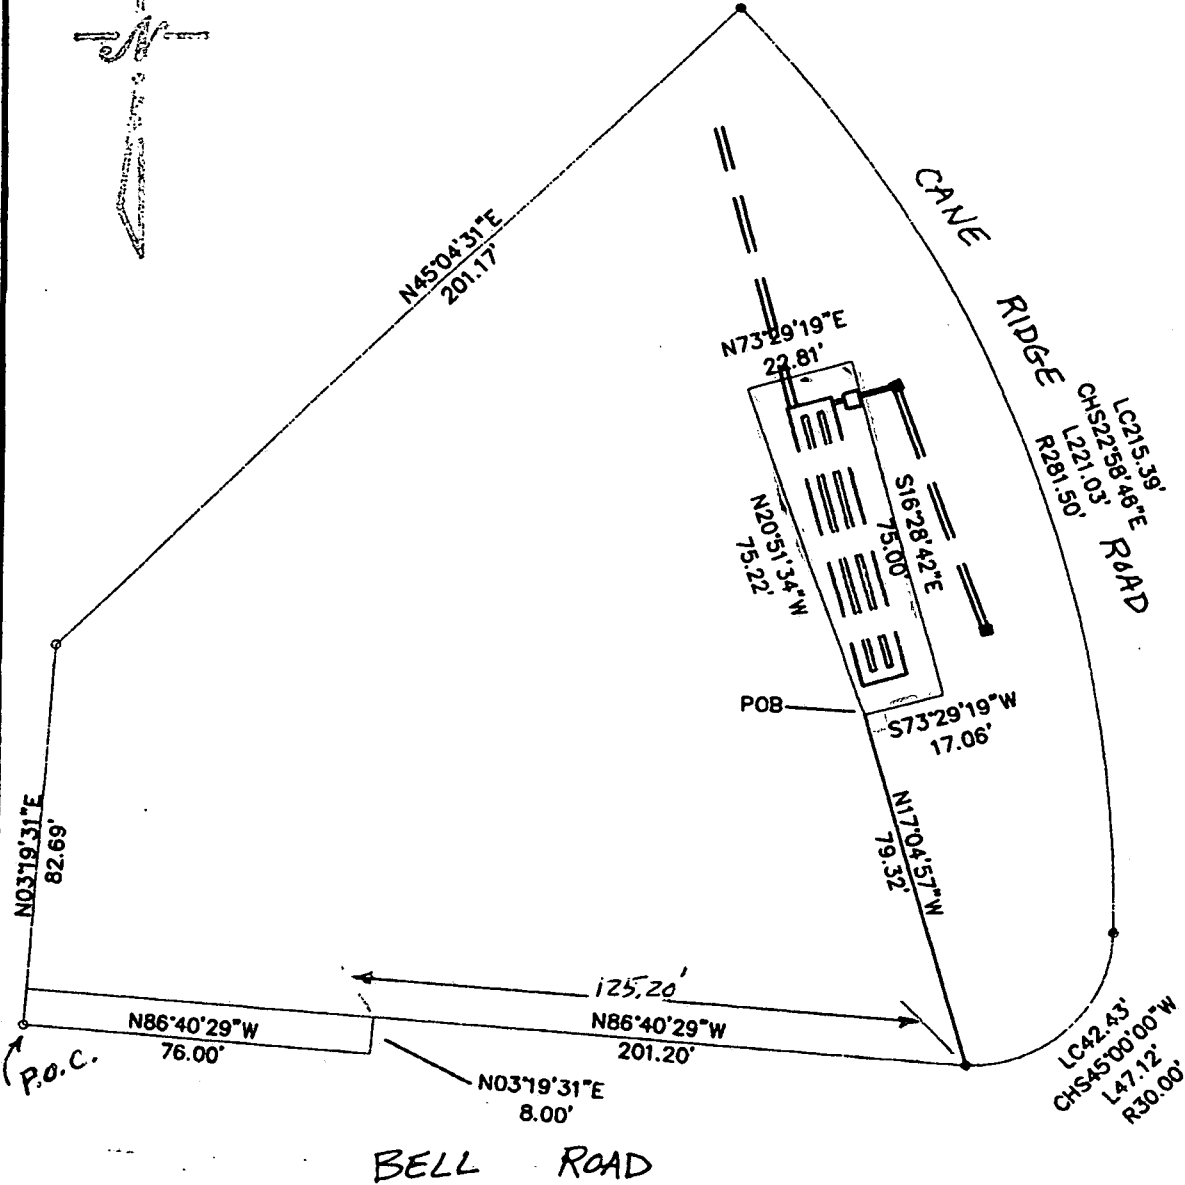 N
CANE
RIDGE
ROAD
N45°04'31"E
201.17'
N73°29'19"E
22.81'
LC215.39'
CHS22°58'46"E
L221.03'
R281.50'
S16°28'42"E
75.00'
N20°51'34"W
75.22'
POB
S73°29'19"W
17.06'
N17°04'57"W
79.32'
N03°19'31"E
82.69'
125.20'
N86°40'29"W
76.00'
N86°40'29"W
201.20'
P.O.C.
N03°19'31"E
8.00'
LC42.43'
CHS45°00'00"W
L47.12'
R30.00'
BELL ROAD